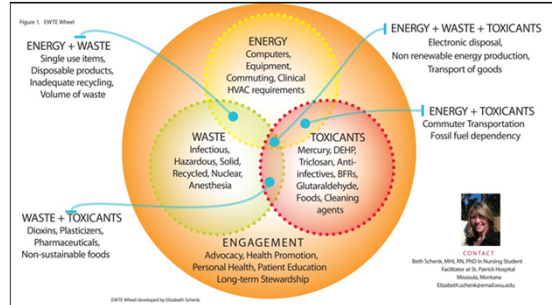 Figure 1. EWTE Wheel
ENERGY + WASTE
Single use items,
Disposable products,
Inadequate recycling,
Volume of waste
ENERGY
Computers,
Equipment,
Commuting, Clinical
HVAC requirements
ENERGY + WASTE + TOXICANTS
Electronic disposal,
Non renewable energy production,
Transport of goods
ENERGY + TOXICANTS
Commuter Transportation
Fossil fuel dependency
WASTE
Infectious,
Hazardous, Solid,
Recycled, Nuclear,
Anesthesia
TOXICANTS
Mercury, DEHP,
Triclosan, Anti-
infectives, BFRs,
Glutaraldehyde,
Foods, Cleaning
agents
WASTE + TOXICANTS
Dioxins, Plasticizers,
Pharmaceuticals,
Non-sustainable foods
ENGAGEMENT
Advocacy, Health Promotion,
Personal Health, Patient Education
Long-term Stewardship
CONTACT
Beth Schenk, MHI, RN, PhD in Nursing Student
Facilitator at St. Patrick Hospital
Missoula, Montana
Elizabeth.schenk@email.wsu.edu
EWTE Wheel developed by Elizabeth Schenk.